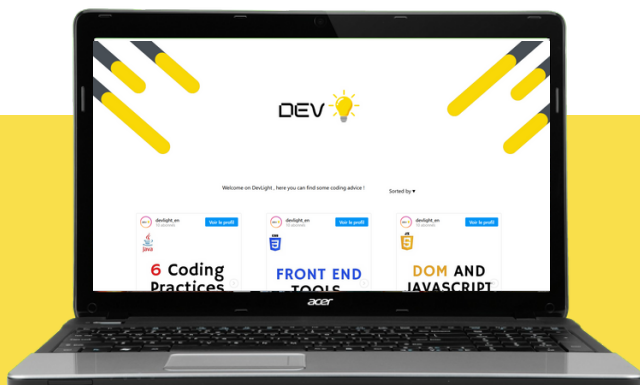 DEV
Welcome on DevLight , here you can find some coding advice !
Sorted by ▾
devlight_en
Voir le profil
Java
6 Coding
Practices
devlight_en
Voir le profil
FRONT END
TOOLS
devlight_en
Voir le profil
JS
DOM AND
JAVASCRIPT
acer